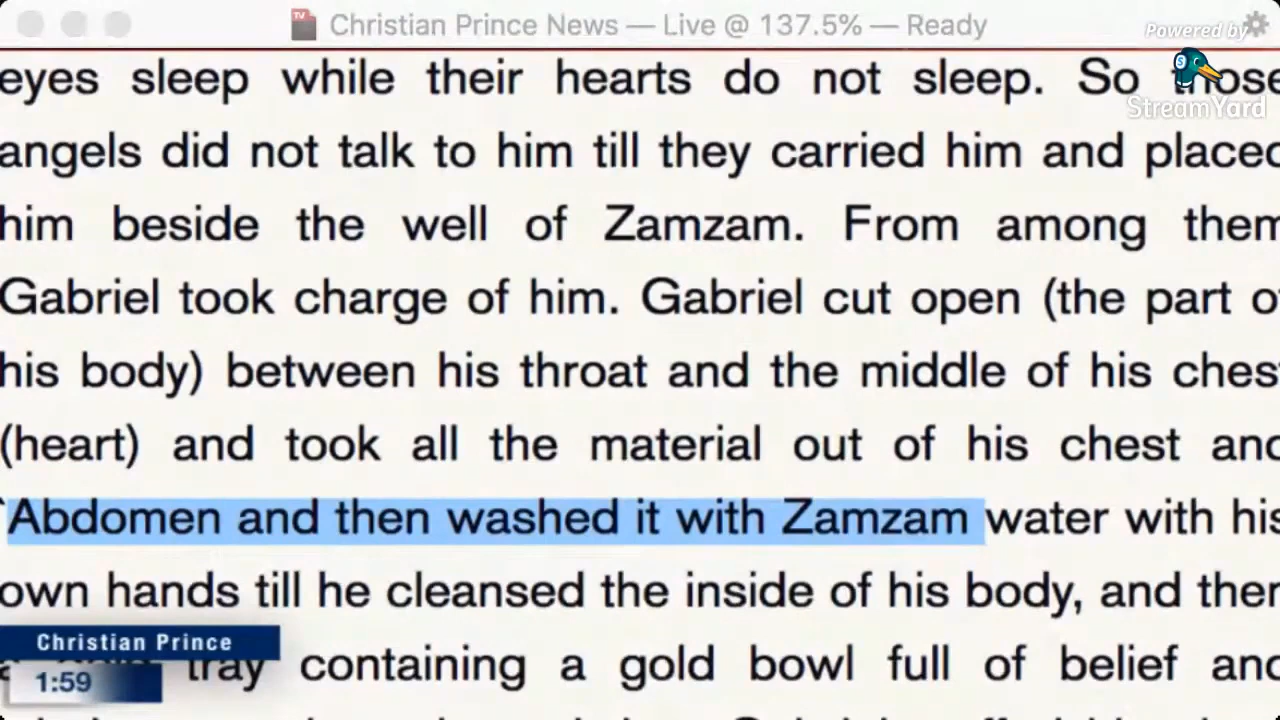 Christian Prince News — Live @ 137.5% — Ready
Powered by
StreamYard
eyes sleep while their hearts do not sleep. So those
angels did not talk to him till they carried him and placed
him beside the well of Zamzam. From among them
Gabriel took charge of him. Gabriel cut open (the part of
his body) between his throat and the middle of his chest
(heart) and took all the material out of his chest and
`Abdomen and then washed it with Zamzam water with his
own hands till he cleansed the inside of his body, and then
Christian Prince
tray containing a gold bowl full of belief and
1:59